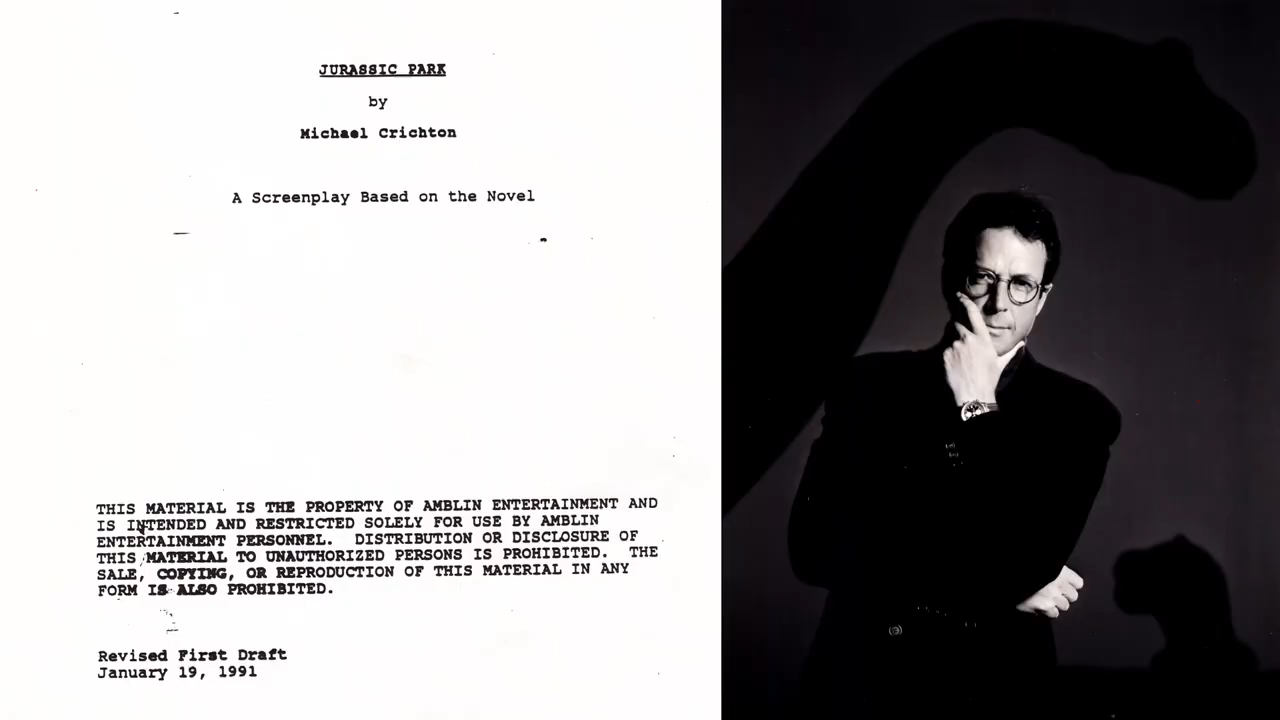 JURASSIC PARK
by
Michael Crichton
A Screenplay Based on the Novel
THIS MATERIAL IS THE PROPERTY OF AMBLIN ENTERTAINMENT AND
IS INTENDED AND RESTRICTED SOLELY FOR USE BY AMBLIN
ENTERTAINMENT PERSONNEL. DISTRIBUTION OR DISCLOSURE OF
THIS MATERIAL TO UNAUTHORIZED PERSONS IS PROHIBITED. THE
SALE, COPYING, OR REPRODUCTION OF THIS MATERIAL IN ANY
FORM IS ALSO PROHIBITED.
Revised First Draft
January 19, 1991